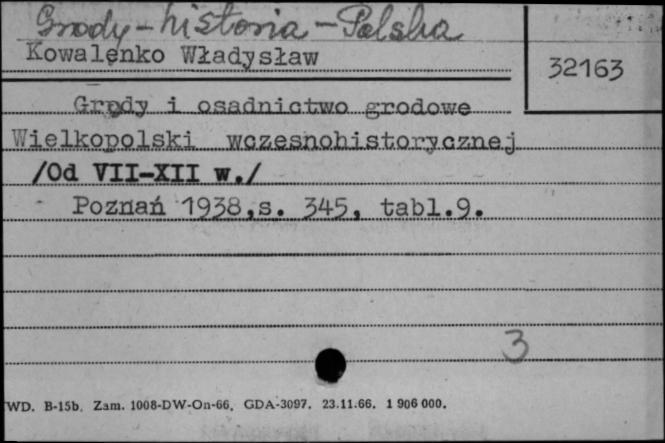 Grody - historia - Polska
Kowalenko Władysław
32163
Grody i osadnictwo grodowe
Wielkopolski wczesnohistorycznej
/Od VII-XII w./
Poznań 1938,s. 345, tabl.9.
3
WD. B-15b. Zam. 1008-DW-On-66. GDA-3097. 23.11.66. 1 906 000.